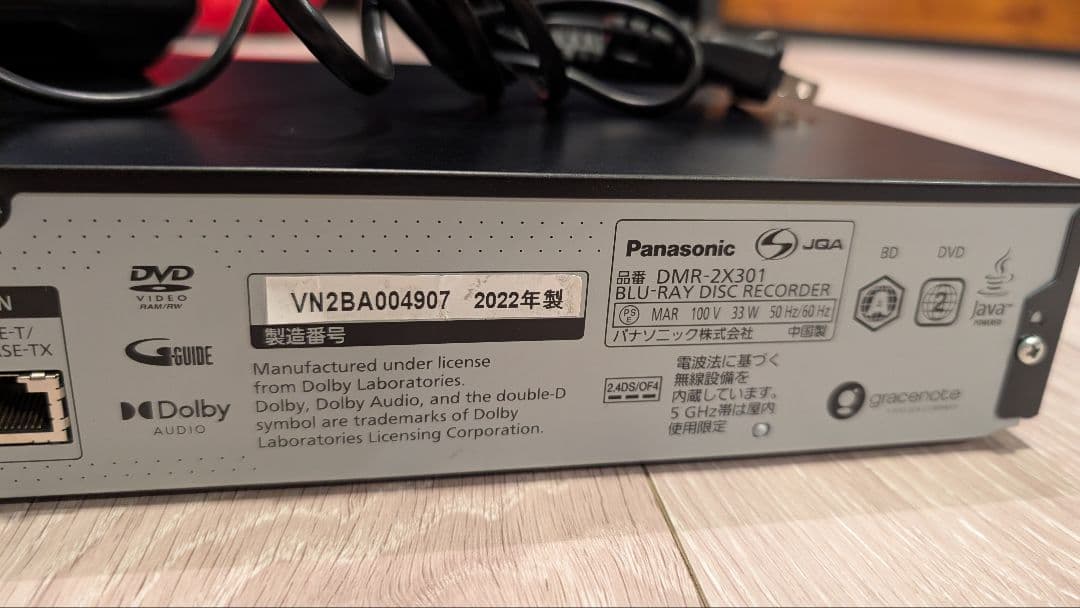 N
E-T/
SE-TX
DVD
VIDEO
RAM/RW
G-GUIDE
Dolby
AUDIO
VN2BA004907 2022年製
製造番号
Manufactured under license
from Dolby Laboratories.
Dolby, Dolby Audio, and the double-D
symbol are trademarks of Dolby
Laboratories Licensing Corporation.
Panasonic JQA
品番 DMR-2X301
BLU-RAY DISC RECORDER
PSE MAR 100 V 33 W 50 Hz/60 Hz
パナソニック株式会社 中国製
2.4DS/OF4
電波法に基づく
無線設備を
内蔵しています。
5 GHz帯は屋内
使用限定
BD DVD
A 2
Java
POWERED
gracenote